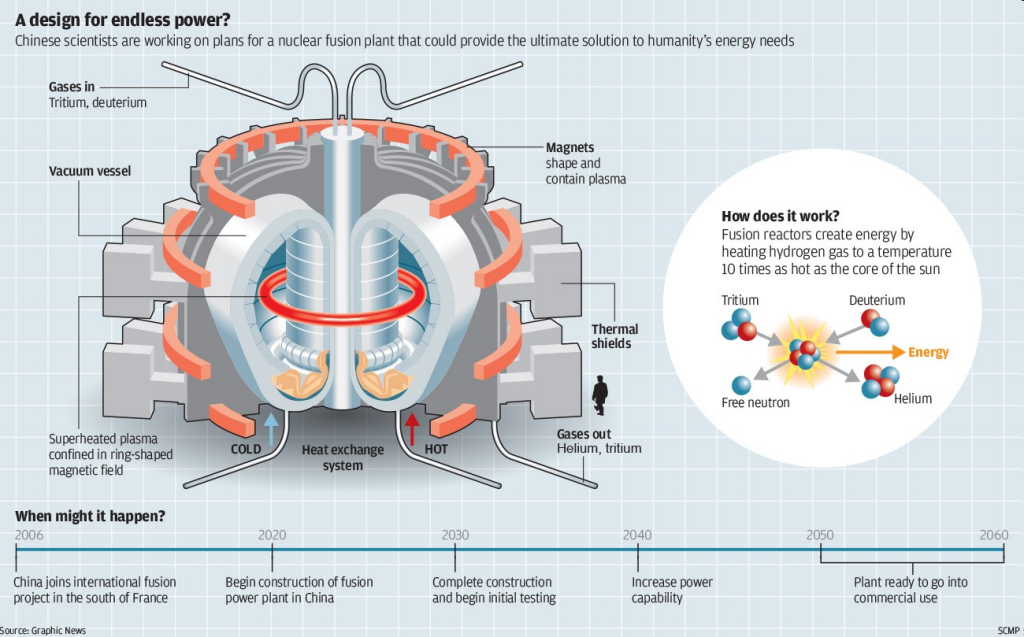 A design for endless power?
Chinese scientists are working on plans for a nuclear fusion plant that could provide the ultimate solution to humanity's energy needs
Gases in
Tritium, deuterium
Magnets
shape and
contain plasma
Vacuum vessel
How does it work?
Fusion reactors create energy by
heating hydrogen gas to a temperature
10 times as hot as the core of the sun
Tritium
Deuterium
Energy
Free neutron
Helium
Thermal
shields
Superheated plasma
confined in ring-shaped
magnetic field
COLD
Heat exchange
system
HOT
Gases out
Helium, tritium
When might it happen?
2006
2020
2030
2040
2050
2060
China joins international fusion
project in the south of France
Begin construction of fusion
power plant in China
Complete construction
and begin initial testing
Increase power
capability
Plant ready to go into
commercial use
Source: Graphic News
SCMP